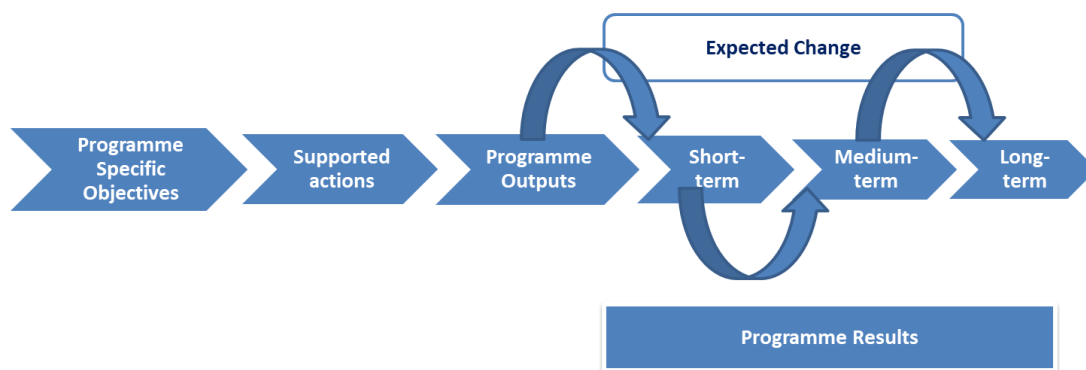 Expected Change
Programme
Specific
Objectives
Supported
actions
Programme
Outputs
Short-
term
Medium-
term
Long-
term
Programme Results